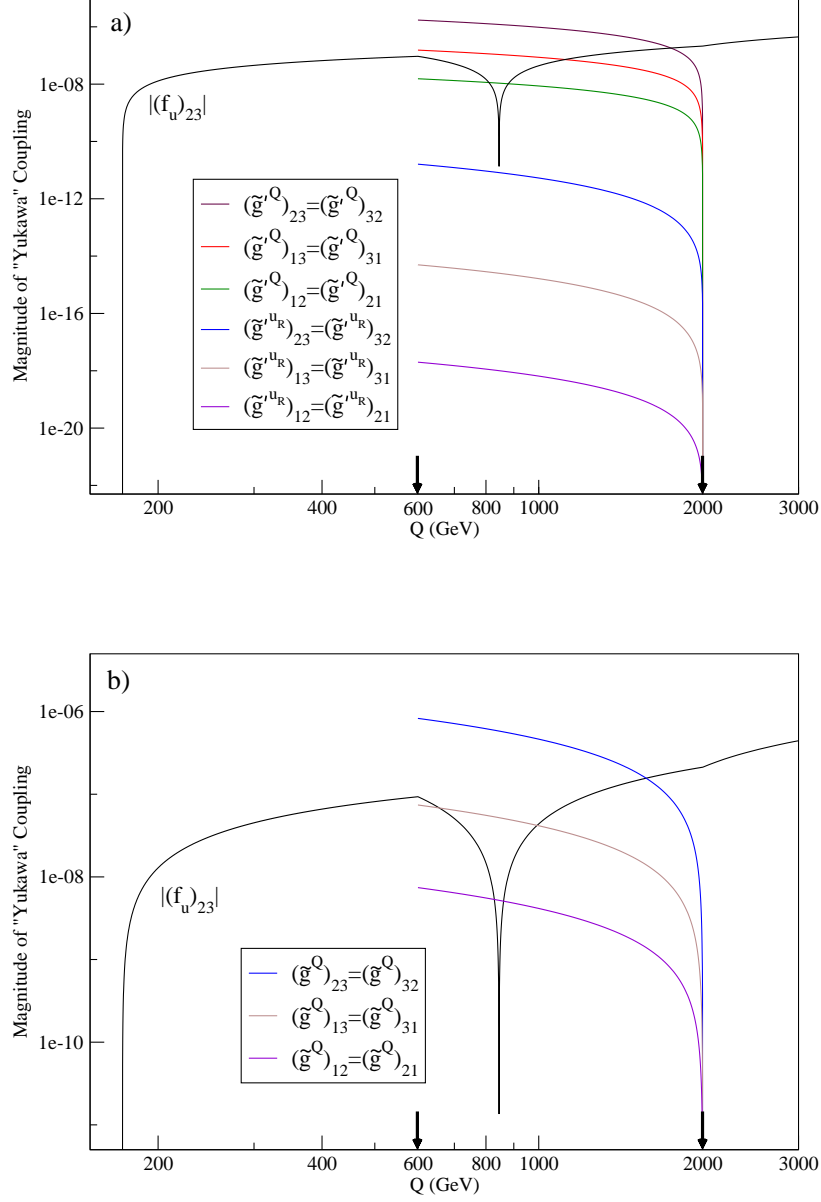 a)
1e-08
1e-12
1e-16
1e-20
Magnitude of "Yukawa" Coupling
|(f_u)_23|
(g̃'^Q)_23=(g̃'^Q)_32
(g̃'^Q)_13=(g̃'^Q)_31
(g̃'^Q)_12=(g̃'^Q)_21
(g̃'^u_R)_23=(g̃'^u_R)_32
(g̃'^u_R)_13=(g̃'^u_R)_31
(g̃'^u_R)_12=(g̃'^u_R)_21
200 400 600 800 1000 2000 3000
Q (GeV)
b)
1e-06
1e-08
1e-10
Magnitude of "Yukawa" Coupling
|(f_u)_23|
(g̃^Q)_23=(g̃^Q)_32
(g̃^Q)_13=(g̃^Q)_31
(g̃^Q)_12=(g̃^Q)_21
200 400 600 800 1000 2000 3000
Q (GeV)